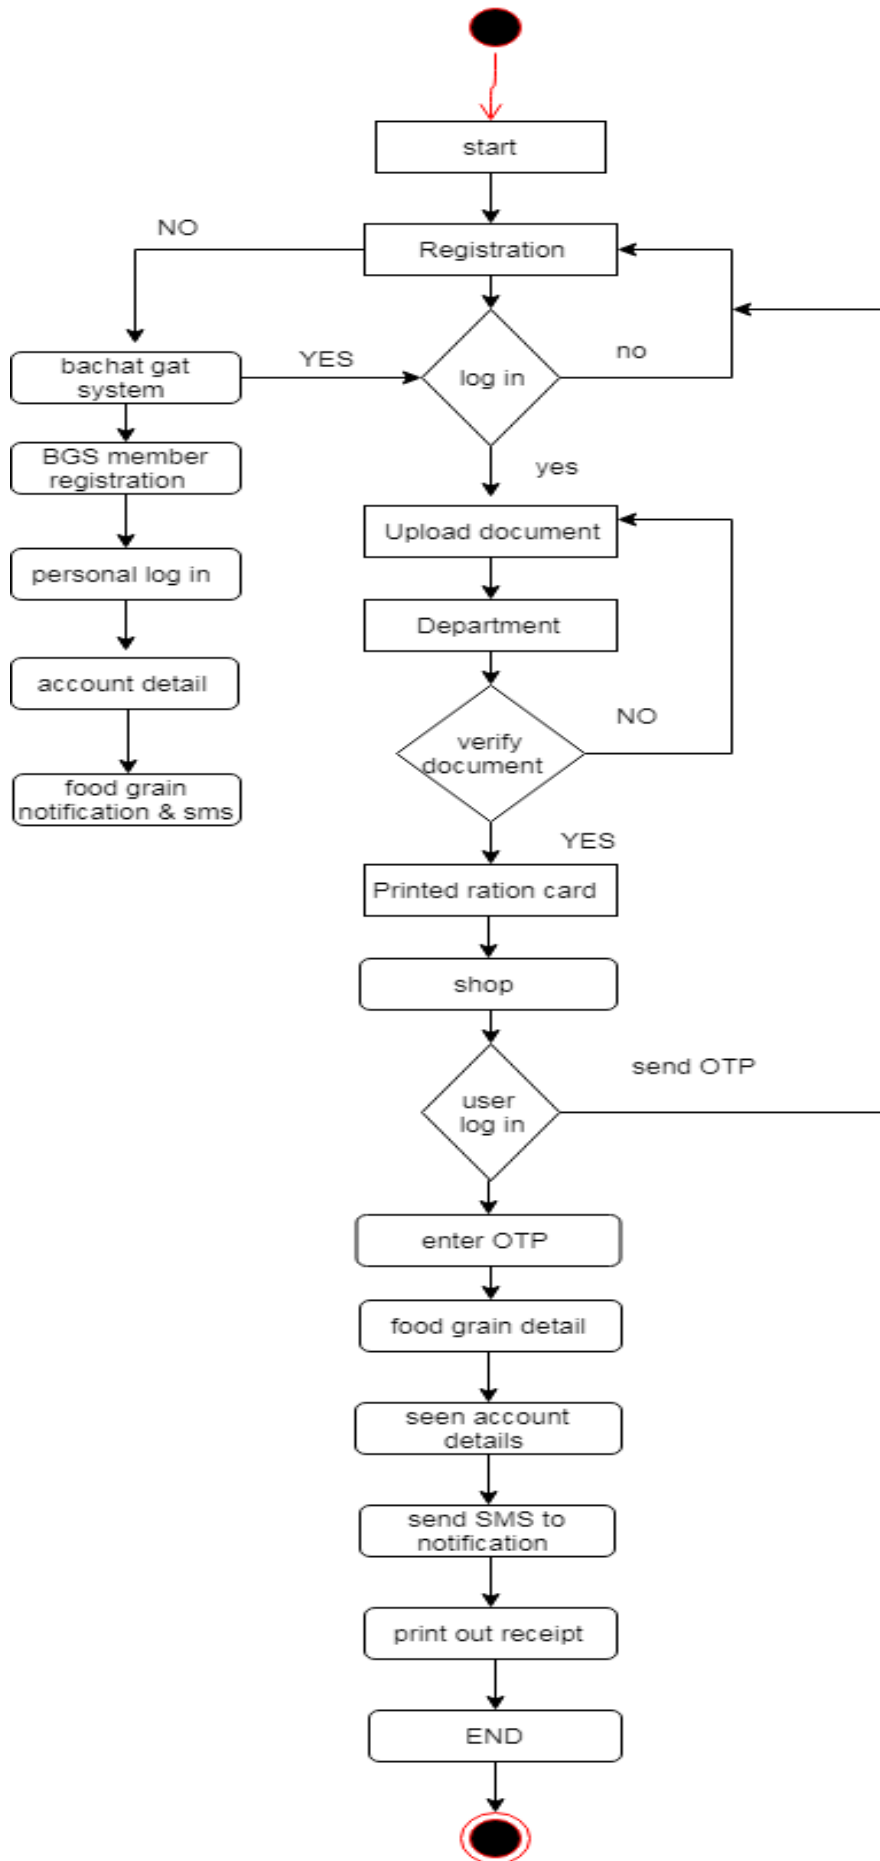 start
NO
Registration
bachat gat
system
YES
log in
no
BGS member
registration
yes
Upload document
personal log in
Department
account detail
NO
verify
document
food grain
notification & sms
YES
Printed ration card
shop
send OTP
user
log in
enter OTP
food grain detail
seen account
details
send SMS to
notification
print out receipt
END